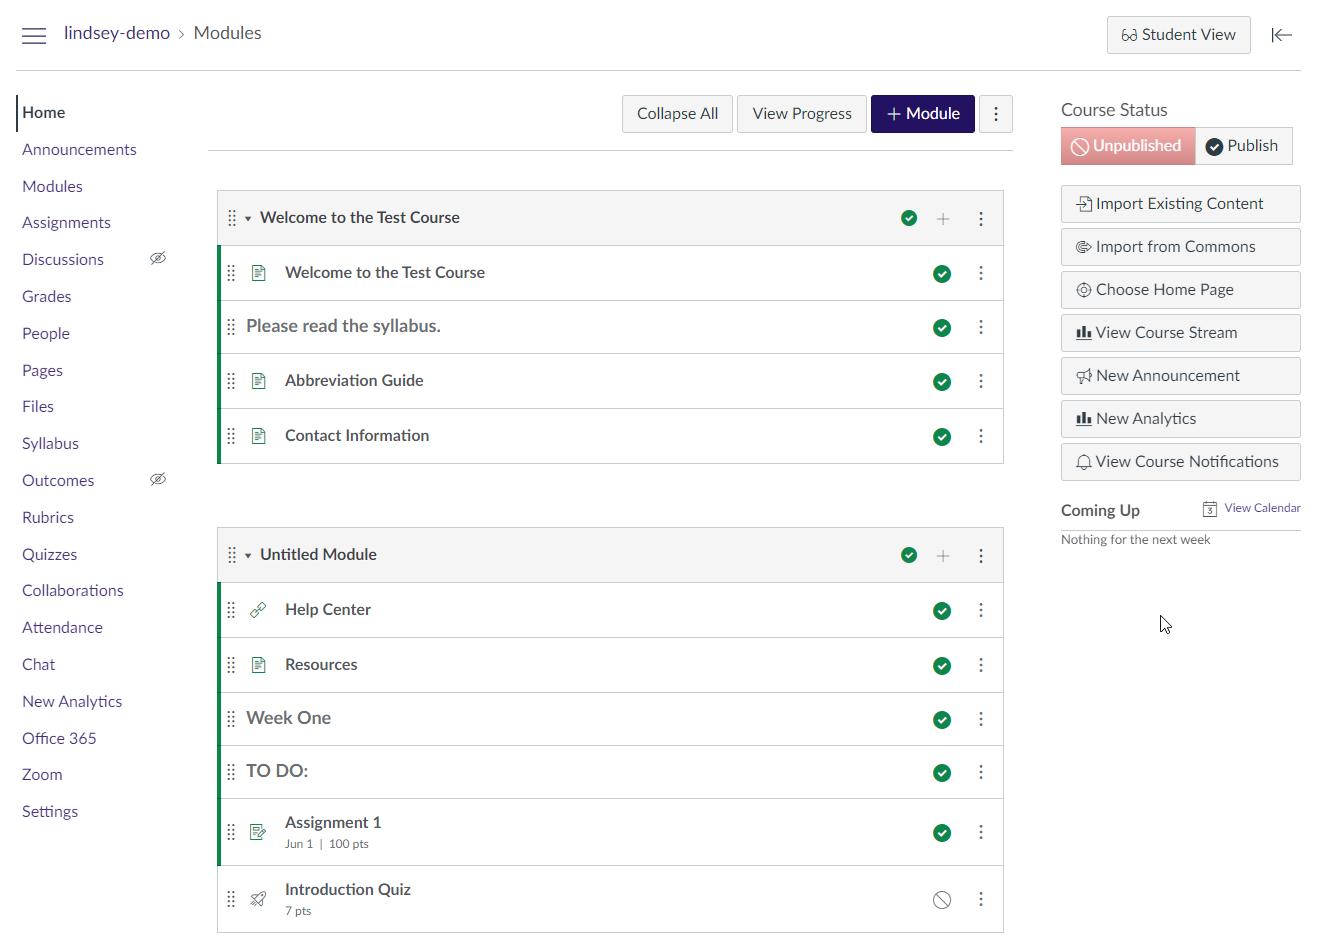 lindsey-demo › Modules
Student View
Home
Announcements
Modules
Assignments
Discussions
Grades
People
Pages
Files
Syllabus
Outcomes
Rubrics
Quizzes
Collaborations
Attendance
Chat
New Analytics
Office 365
Zoom
Settings
Collapse All
View Progress
+ Module
Welcome to the Test Course
Welcome to the Test Course
Please read the syllabus.
Abbreviation Guide
Contact Information
Untitled Module
Help Center
Resources
Week One
TO DO:
Assignment 1
Jun 1 | 100 pts
Introduction Quiz
7 pts
Course Status
Unpublished
Publish
Import Existing Content
Import from Commons
Choose Home Page
View Course Stream
New Announcement
New Analytics
View Course Notifications
Coming Up
3 View Calendar
Nothing for the next week